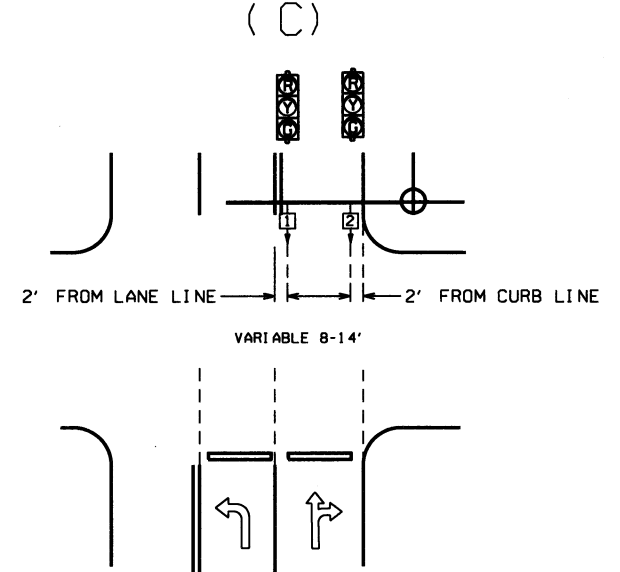 (C)
R R
Y Y
G G
1 2
2' FROM LANE LINE 2' FROM CURB LINE
VARIABLE 8-14'